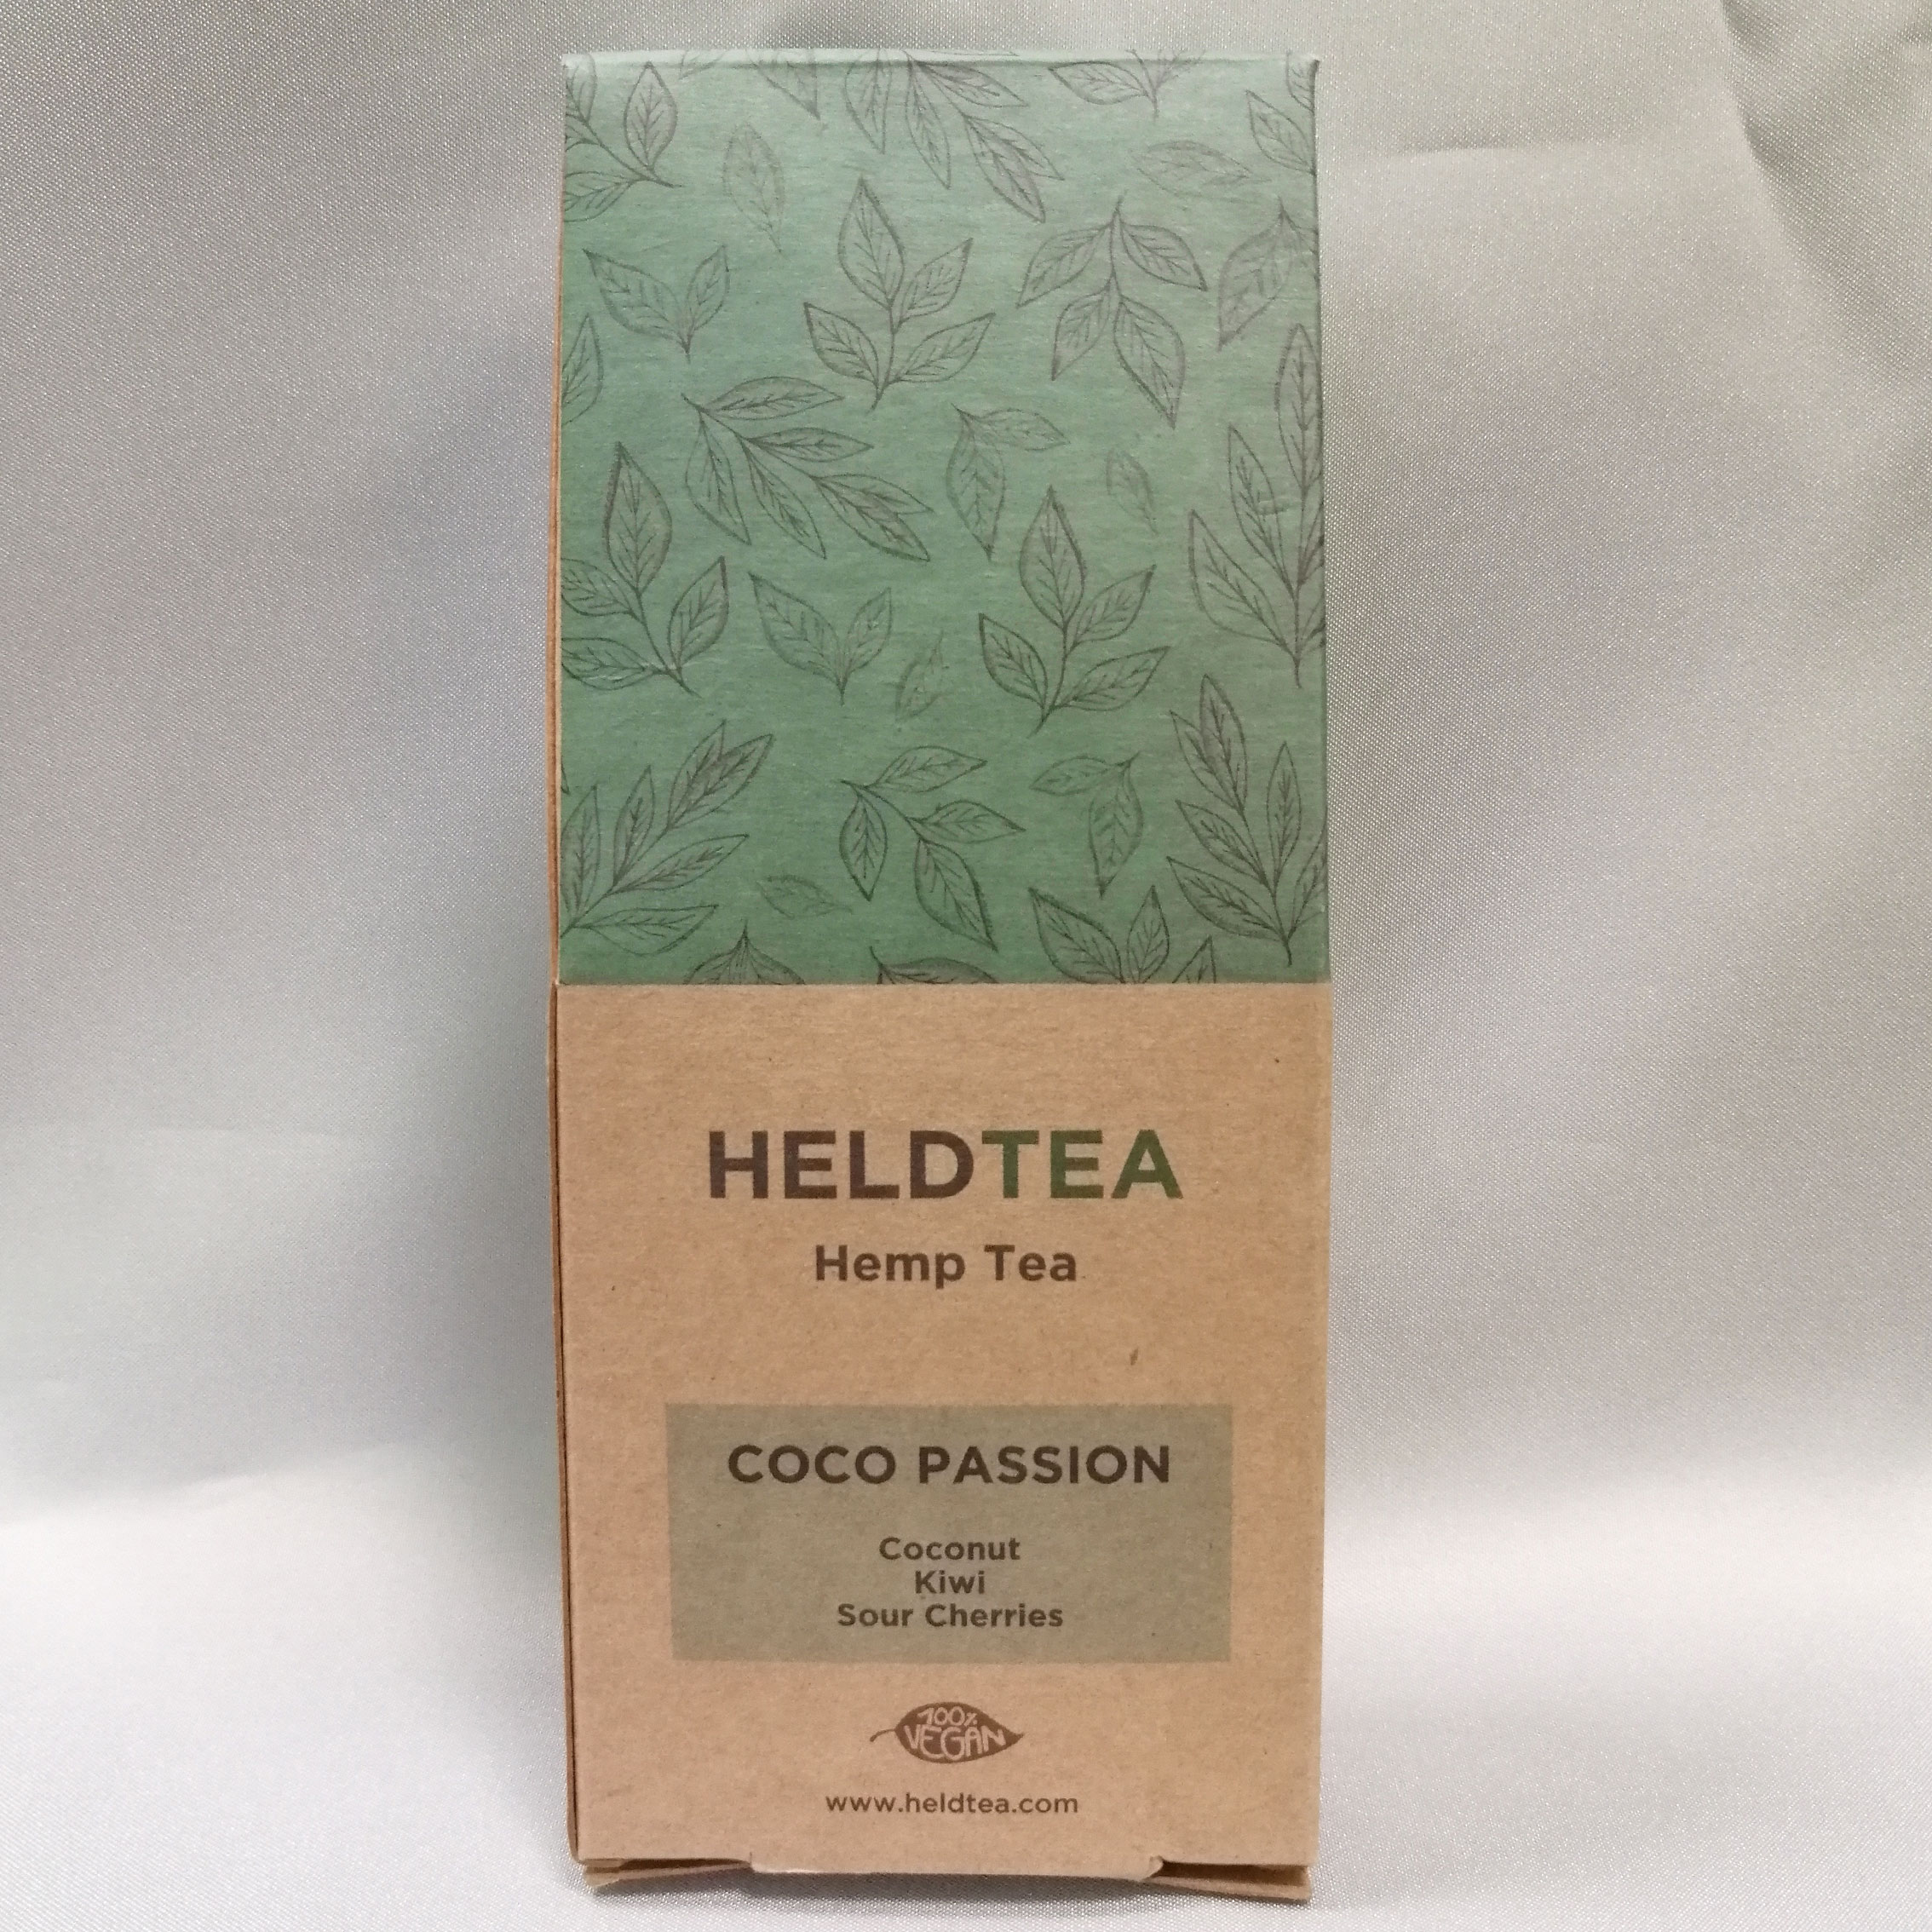 HELDTEA
Hemp Tea
COCO PASSION
Coconut
Kiwi
Sour Cherries
100%
VEGAN
www.heldtea.com